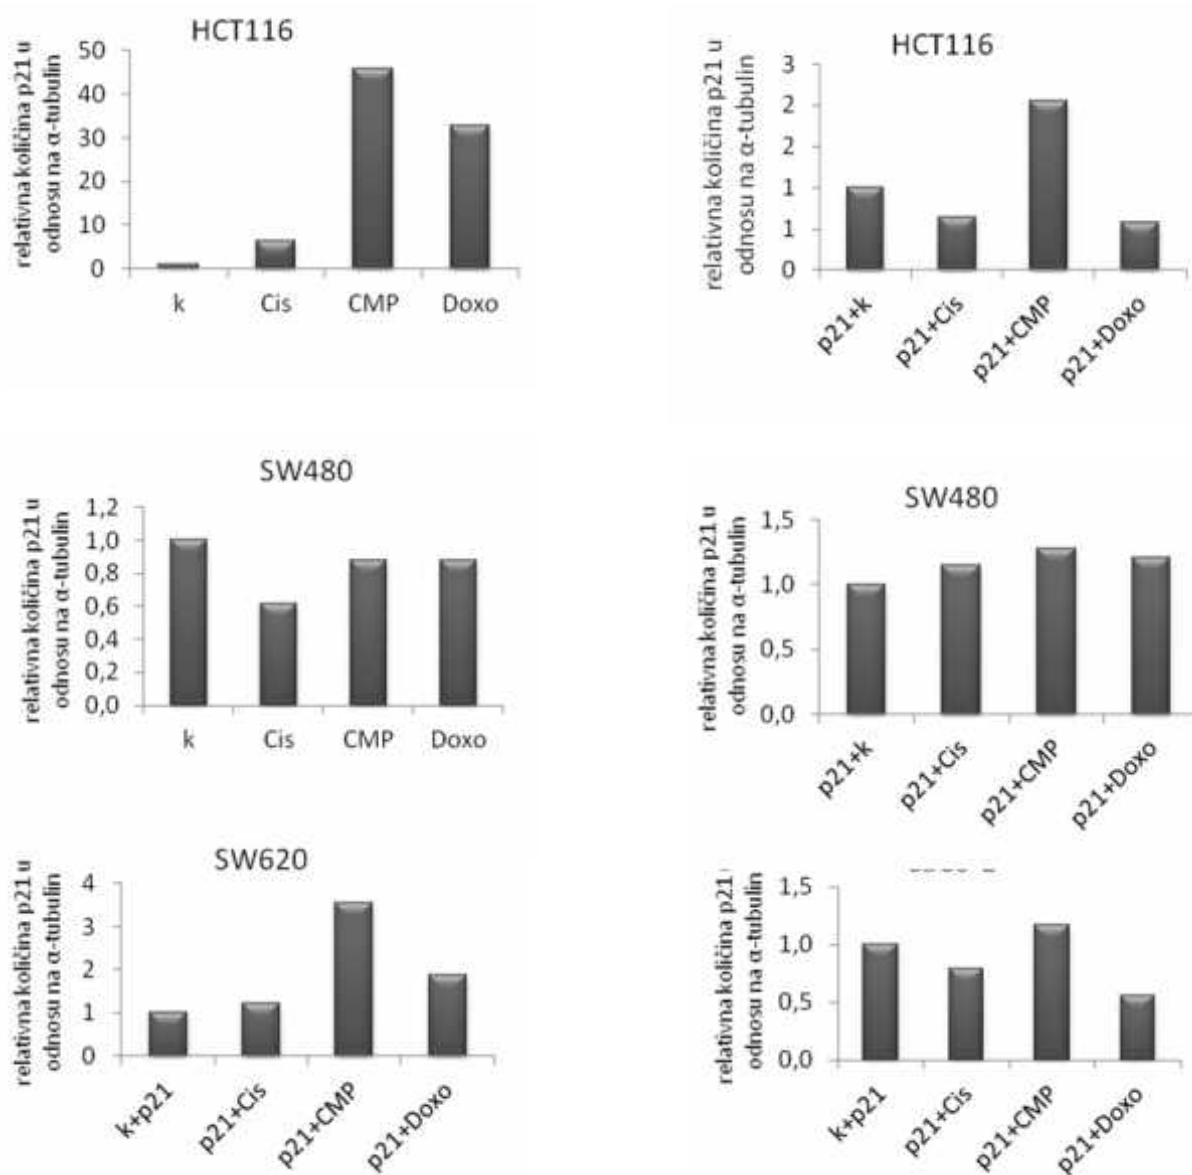 HCT116
relativna količina p21 u
odnosu na α-tubulin
50
40
30
20
10
0
k Cis CMP Doxo
HCT116
relativna količina p21 u
odnosu na α-tubulin
3
2
2
1
1
0
p21+k p21+Cis p21+CMP p21+Doxo
SW480
relativna količina p21 u
odnosu na α-tubulin
1,2
1,0
0,8
0,6
0,4
0,2
0,0
k Cis CMP Doxo
SW480
relativna količina p21 u
odnosu na α-tubulin
1,5
1,0
0,5
0,0
p21+k p21+Cis p21+CMP p21+Doxo
SW620
relativna količina p21 u
odnosu na α-tubulin
4
3
2
1
0
k+p21 p21+Cis p21+CMP p21+Doxo
relativna količina p21
odnosu na α-tubulin
1,5
1,0
0,5
0,0
k+p21 p21+Cis p21+CMP p21+Doxo